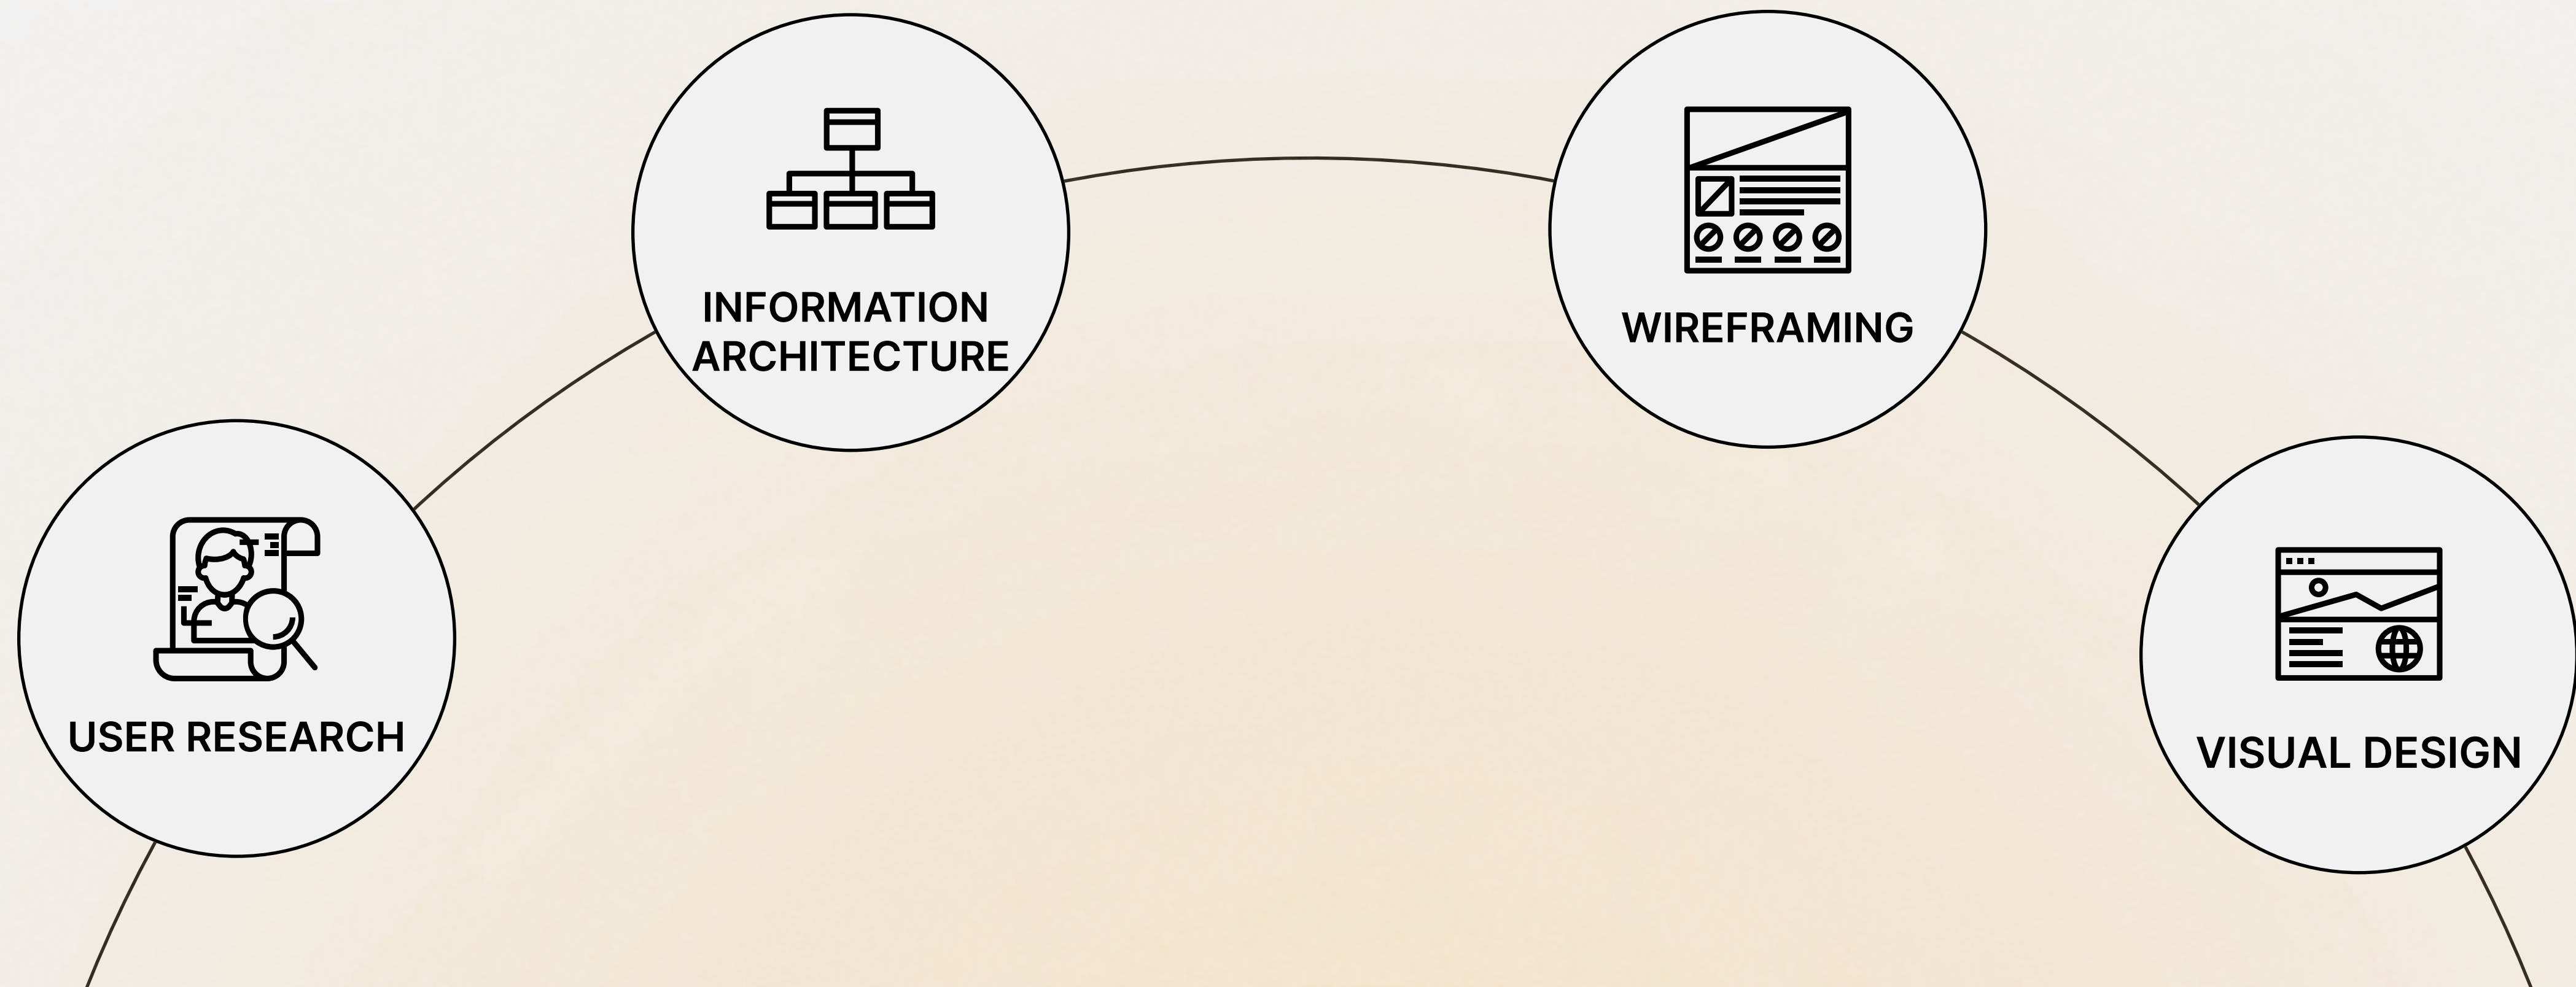 USER RESEARCH
INFORMATION
ARCHITECTURE
WIREFRAMING
VISUAL DESIGN